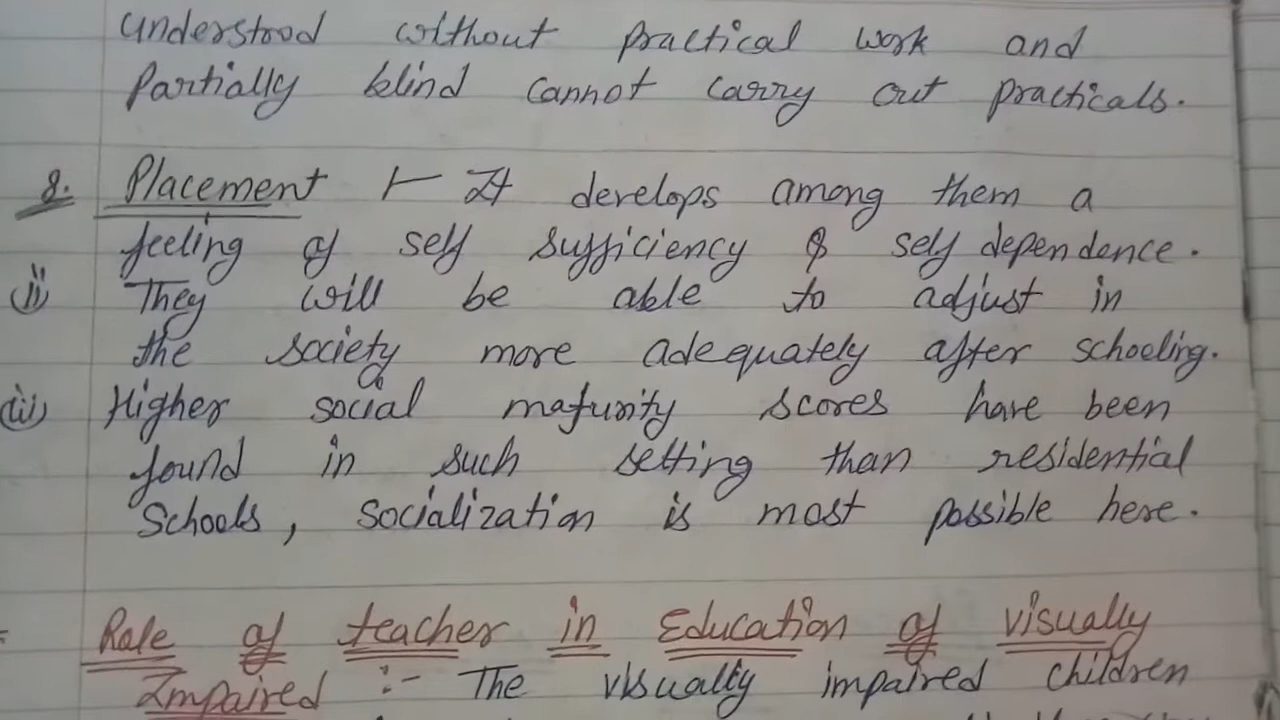 understood without practical work and
Partially blind cannot carry out practicals.
8. Placement :- It develops among them a
feeling of self sufficiency & self dependence.
(ii) They will be able to adjust in
the society more adequately after schooling.
(iii) Higher social maturity scores have been
found in such setting than residential
Schools, socialization is most possible here.
Role of teacher in Education of visually
Impaired :- The visually impaired children